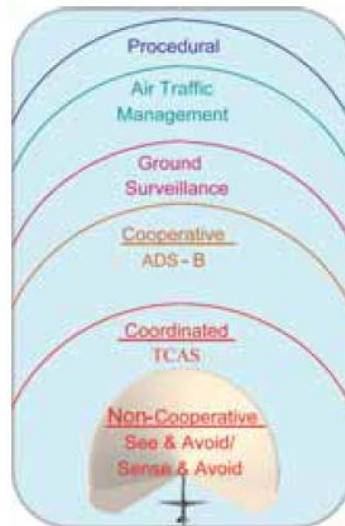 Procedural
Air Traffic
Management
Ground
Surveillance
Cooperative
ADS - B
Coordinated
TCAS
Non-Cooperative
See & Avoid/
Sense & Avoid